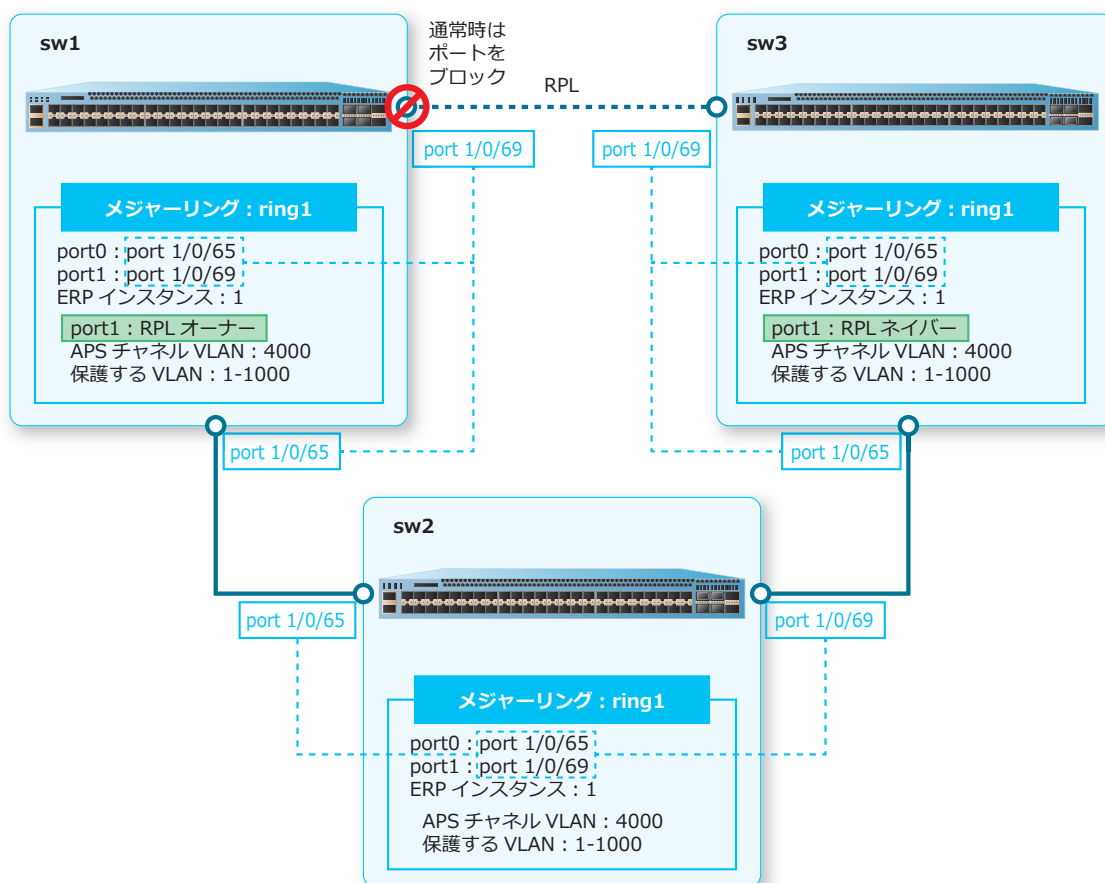 sw1
通常時は
ポートを
ブロック
RPL
sw3
port 1/0/69
port 1/0/69
メジャーリング：ring1
port0：port 1/0/65
port1：port 1/0/69
ERP インスタンス：1
port1：RPL オーナー
APS チャネル VLAN：4000
保護する VLAN：1-1000
メジャーリング：ring1
port0：port 1/0/65
port1：port 1/0/69
ERP インスタンス：1
port1：RPL ネイバー
APS チャネル VLAN：4000
保護する VLAN：1-1000
port 1/0/65
port 1/0/65
sw2
port 1/0/65
port 1/0/69
メジャーリング：ring1
port0：port 1/0/65
port1：port 1/0/69
ERP インスタンス：1
APS チャネル VLAN：4000
保護する VLAN：1-1000